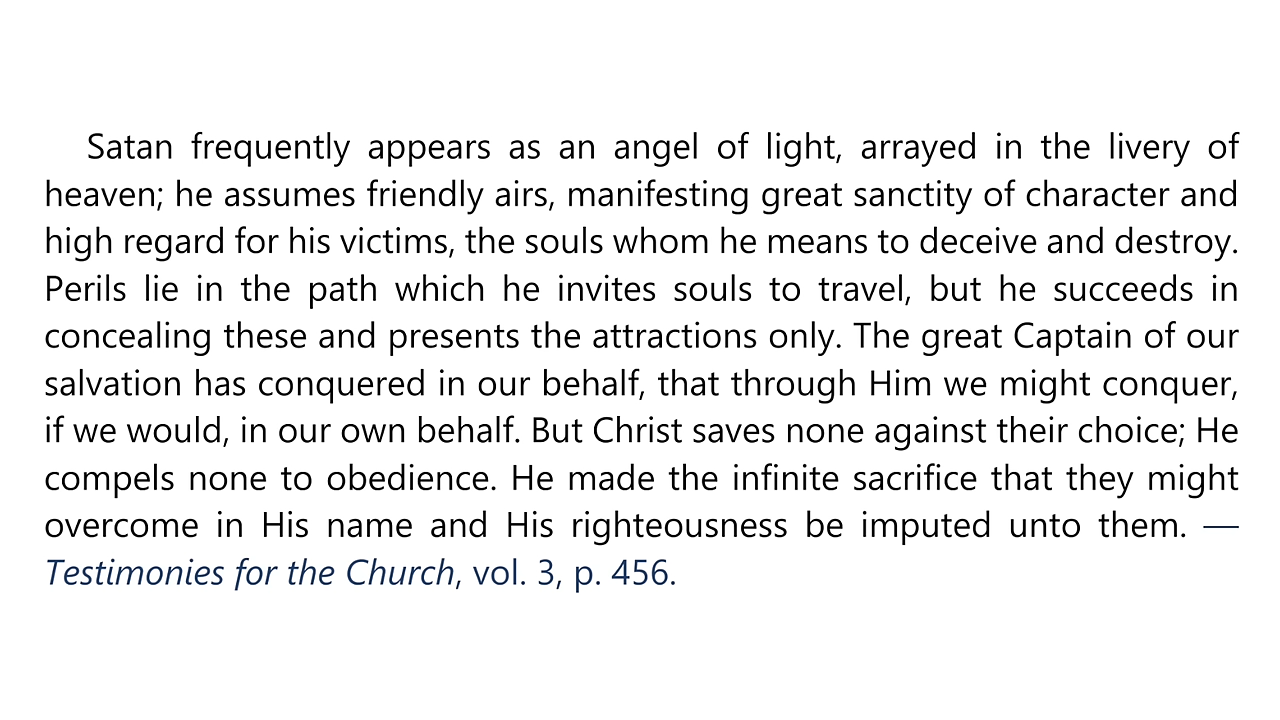 Satan frequently appears as an angel of light, arrayed in the livery of
heaven; he assumes friendly airs, manifesting great sanctity of character and
high regard for his victims, the souls whom he means to deceive and destroy.
Perils lie in the path which he invites souls to travel, but he succeeds in
concealing these and presents the attractions only. The great Captain of our
salvation has conquered in our behalf, that through Him we might conquer,
if we would, in our own behalf. But Christ saves none against their choice; He
compels none to obedience. He made the infinite sacrifice that they might
overcome in His name and His righteousness be imputed unto them. —
Testimonies for the Church, vol. 3, p. 456.